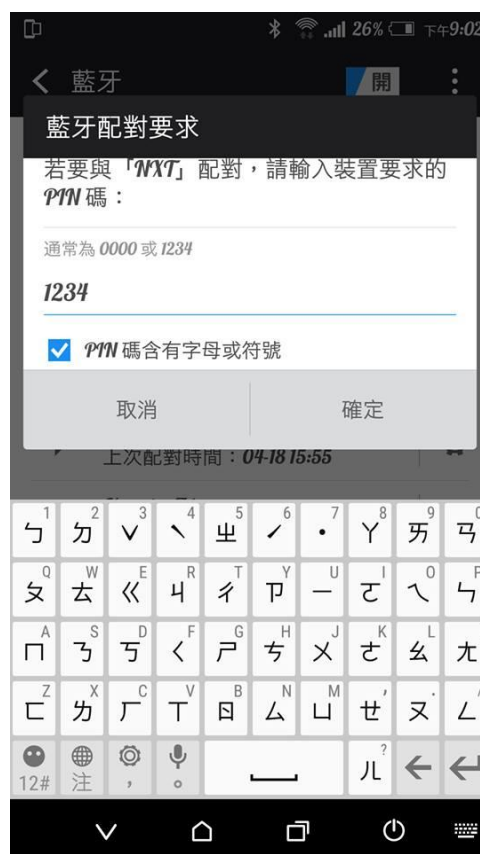 26% 下午9:02
藍牙 開
藍牙配對要求
若要與「NXT」配對，請輸入裝置要求的
PIN 碼：
通常為 0000 或 1234
1234
PIN 碼含有字母或符號
取消 確定
上次配對時間：04-18 15:55
ㄅ 1 ㄉ 2 ˇ 3 ˋ 4 ㄓ 5 ˊ 6 ˙ 7 ㄚ 8 ㄞ 9 ㄢ 0
ㄆ Q ㄊ W ㄍ E ㄐ R ㄔ T ㄗ Y ㄧ U ㄛ I ㄟ O ㄣ P
ㄇ A ㄋ S ㄎ D ㄑ F ㄕ G ㄘ H ㄨ J ㄜ K ㄠ L ㄤ
ㄈ Z ㄌ X ㄏ C ㄒ V ㄖ B ㄙ N ㄩ M ㄝ , ㄡ . ㄥ
12# 注 ， 。 ㄦ ?